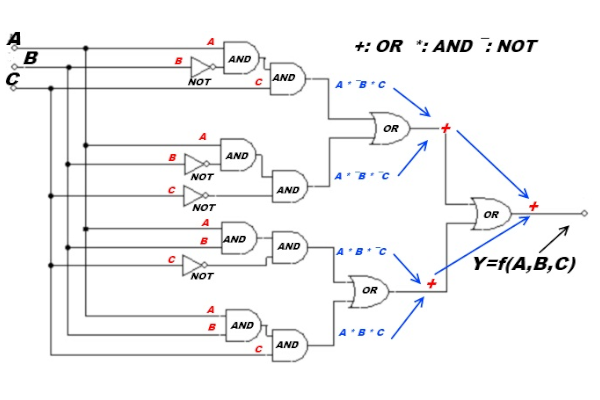 A
B
C
+: OR *: AND ‾: NOT
A
B
NOT
AND
C
AND
A * ‾B * C
OR
+
A
B
NOT
AND
C
NOT
AND
A * ‾B * ‾C
OR
+
Y=f(A,B,C)
A
B
AND
C
NOT
AND
A * B * ‾C
OR
+
A
B
AND
C
AND
A * B * C